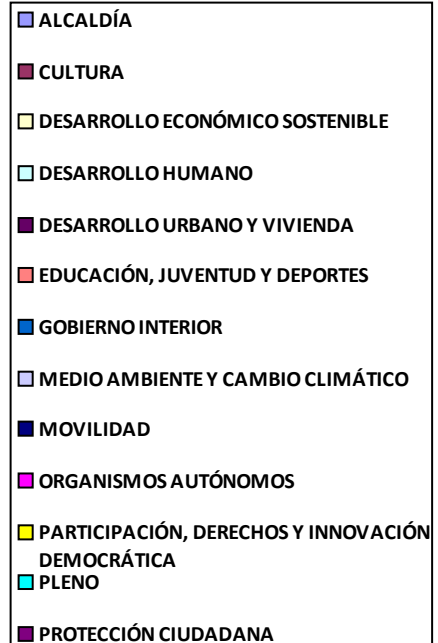 ALCALDÍA
CULTURA
DESARROLLO ECONÓMICO SOSTENIBLE
DESARROLLO HUMANO
DESARROLLO URBANO Y VIVIENDA
EDUCACIÓN, JUVENTUD Y DEPORTES
GOBIERNO INTERIOR
MEDIO AMBIENTE Y CAMBIO CLIMÁTICO
MOVILIDAD
ORGANISMOS AUTÓNOMOS
PARTICIPACIÓN, DERECHOS Y INNOVACIÓN
DEMOCRÁTICA
PLENO
PROTECCIÓN CIUDADANA